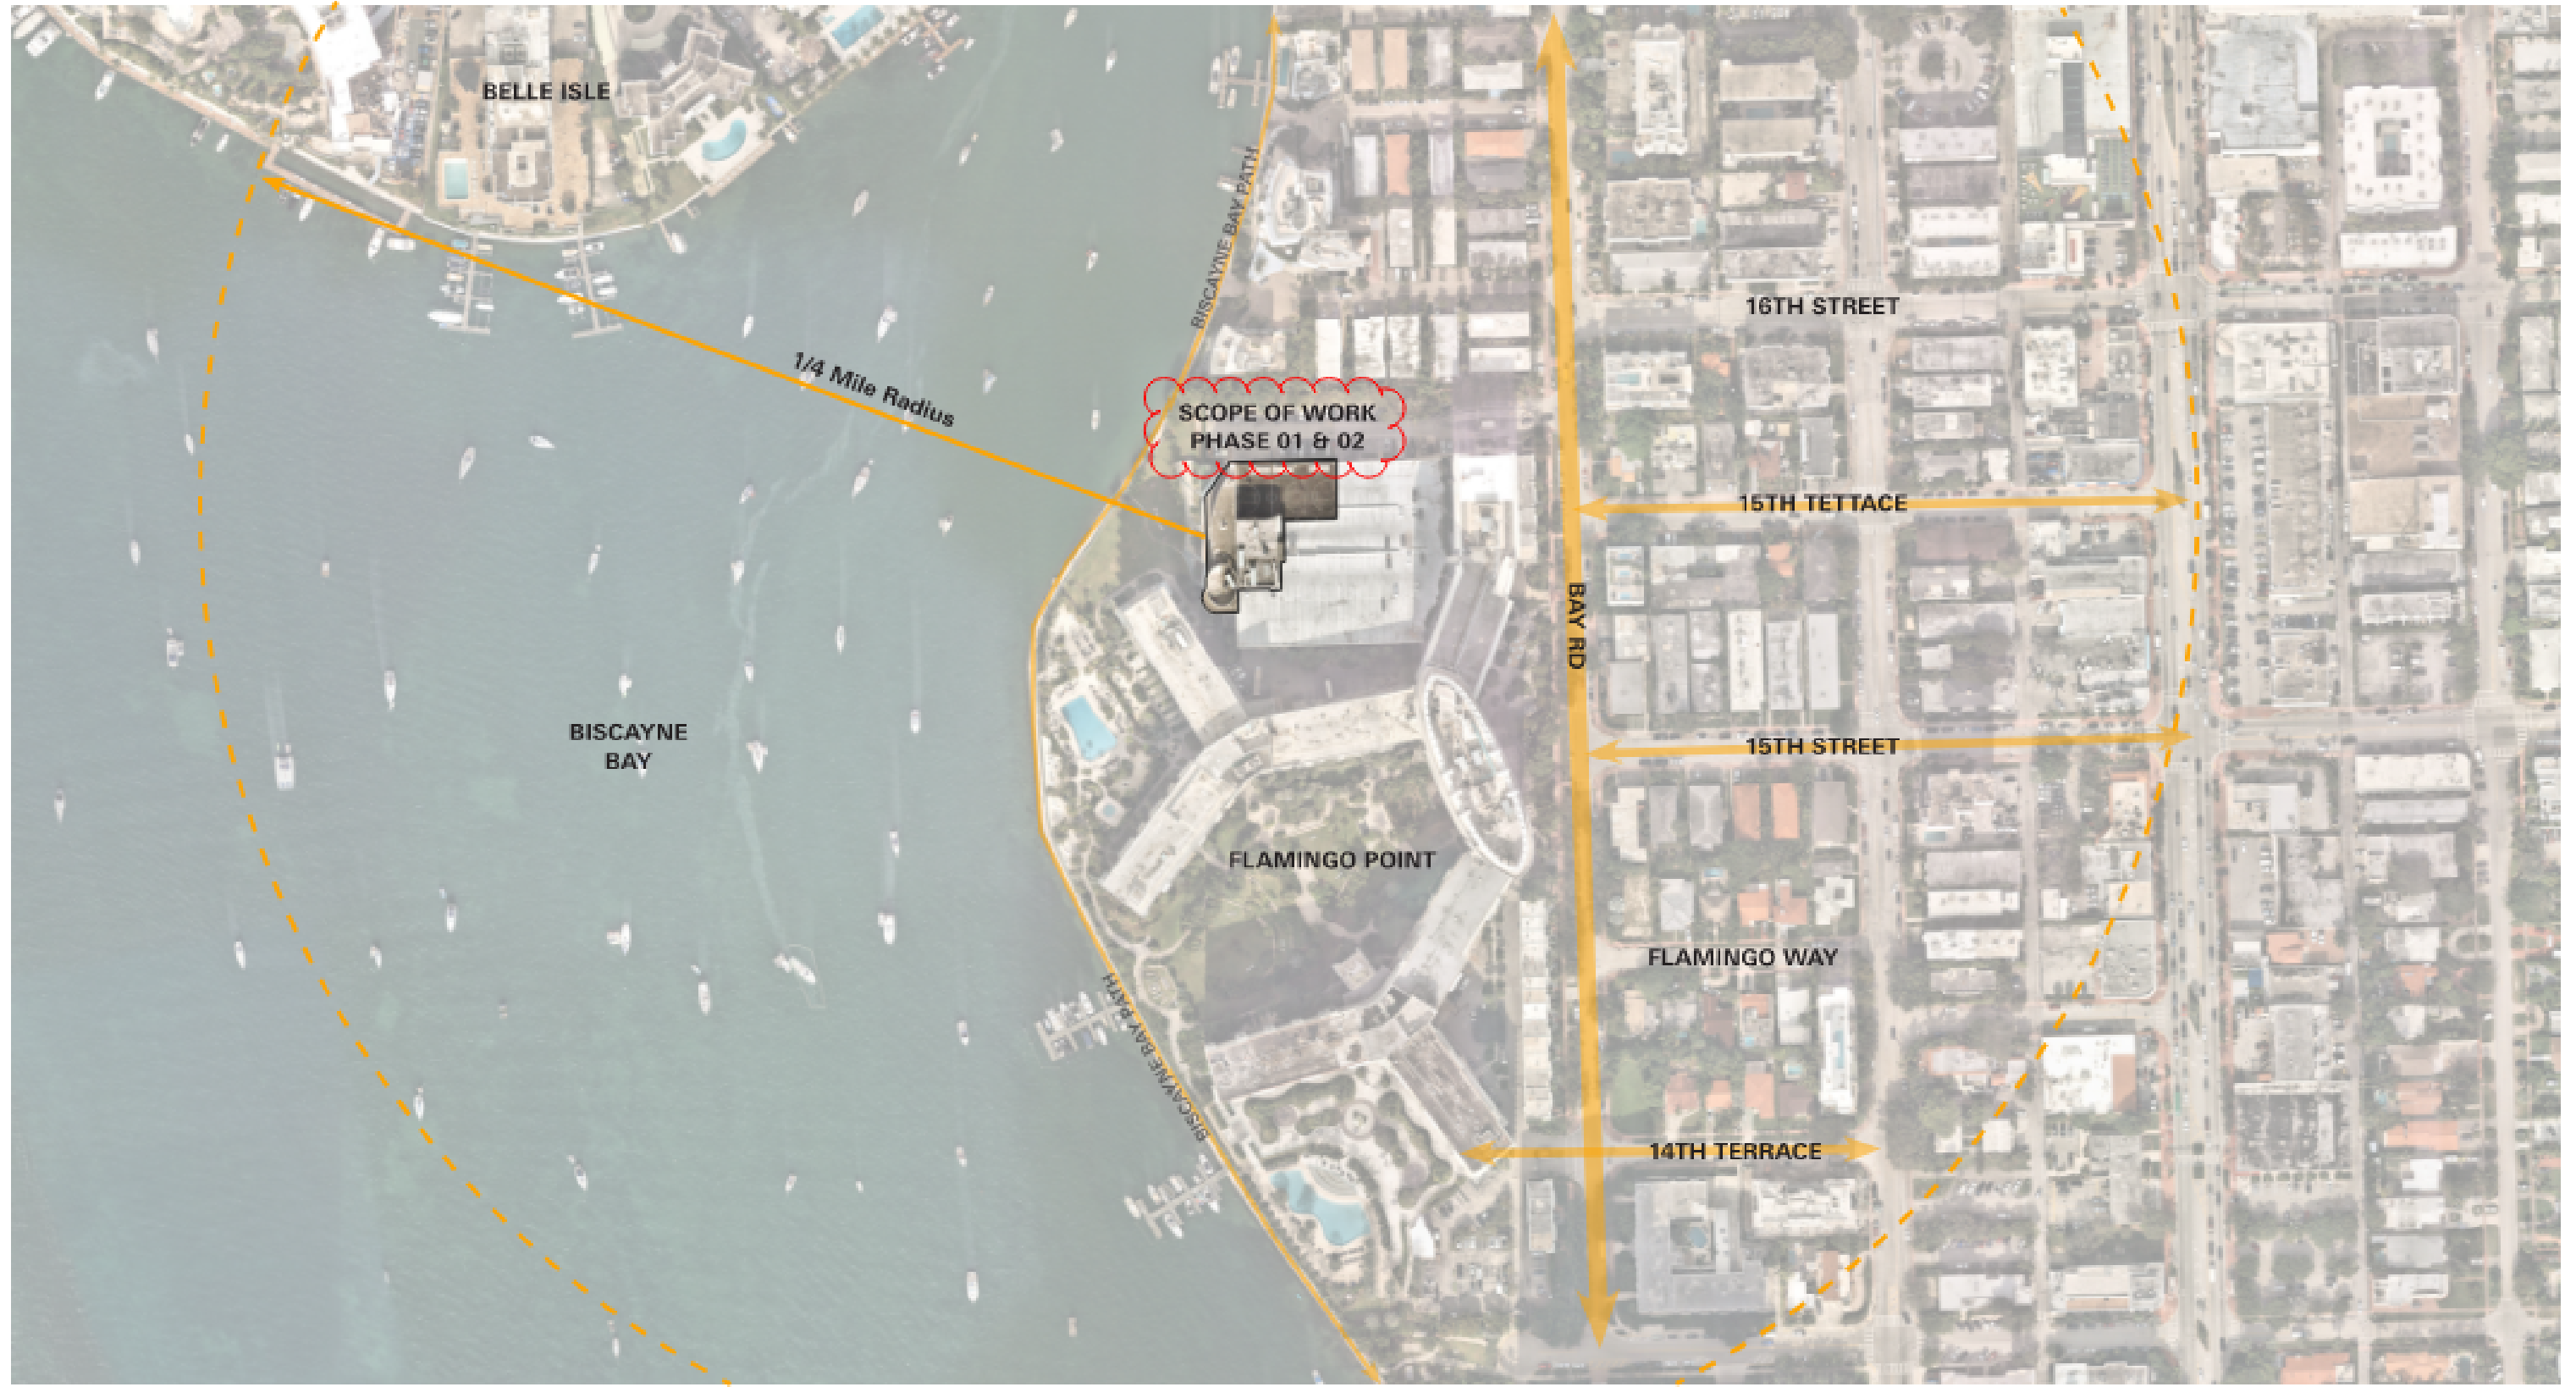 BELLE ISLE
BISCAYNE BAY PATH
16TH STREET
1/4 Mile Radius
SCOPE OF WORK
PHASE 01 & 02
15TH TETTACE
BAY RD
BISCAYNE
BAY
15TH STREET
FLAMINGO POINT
FLAMINGO WAY
BISCAYNE BAY PATH
14TH TERRACE